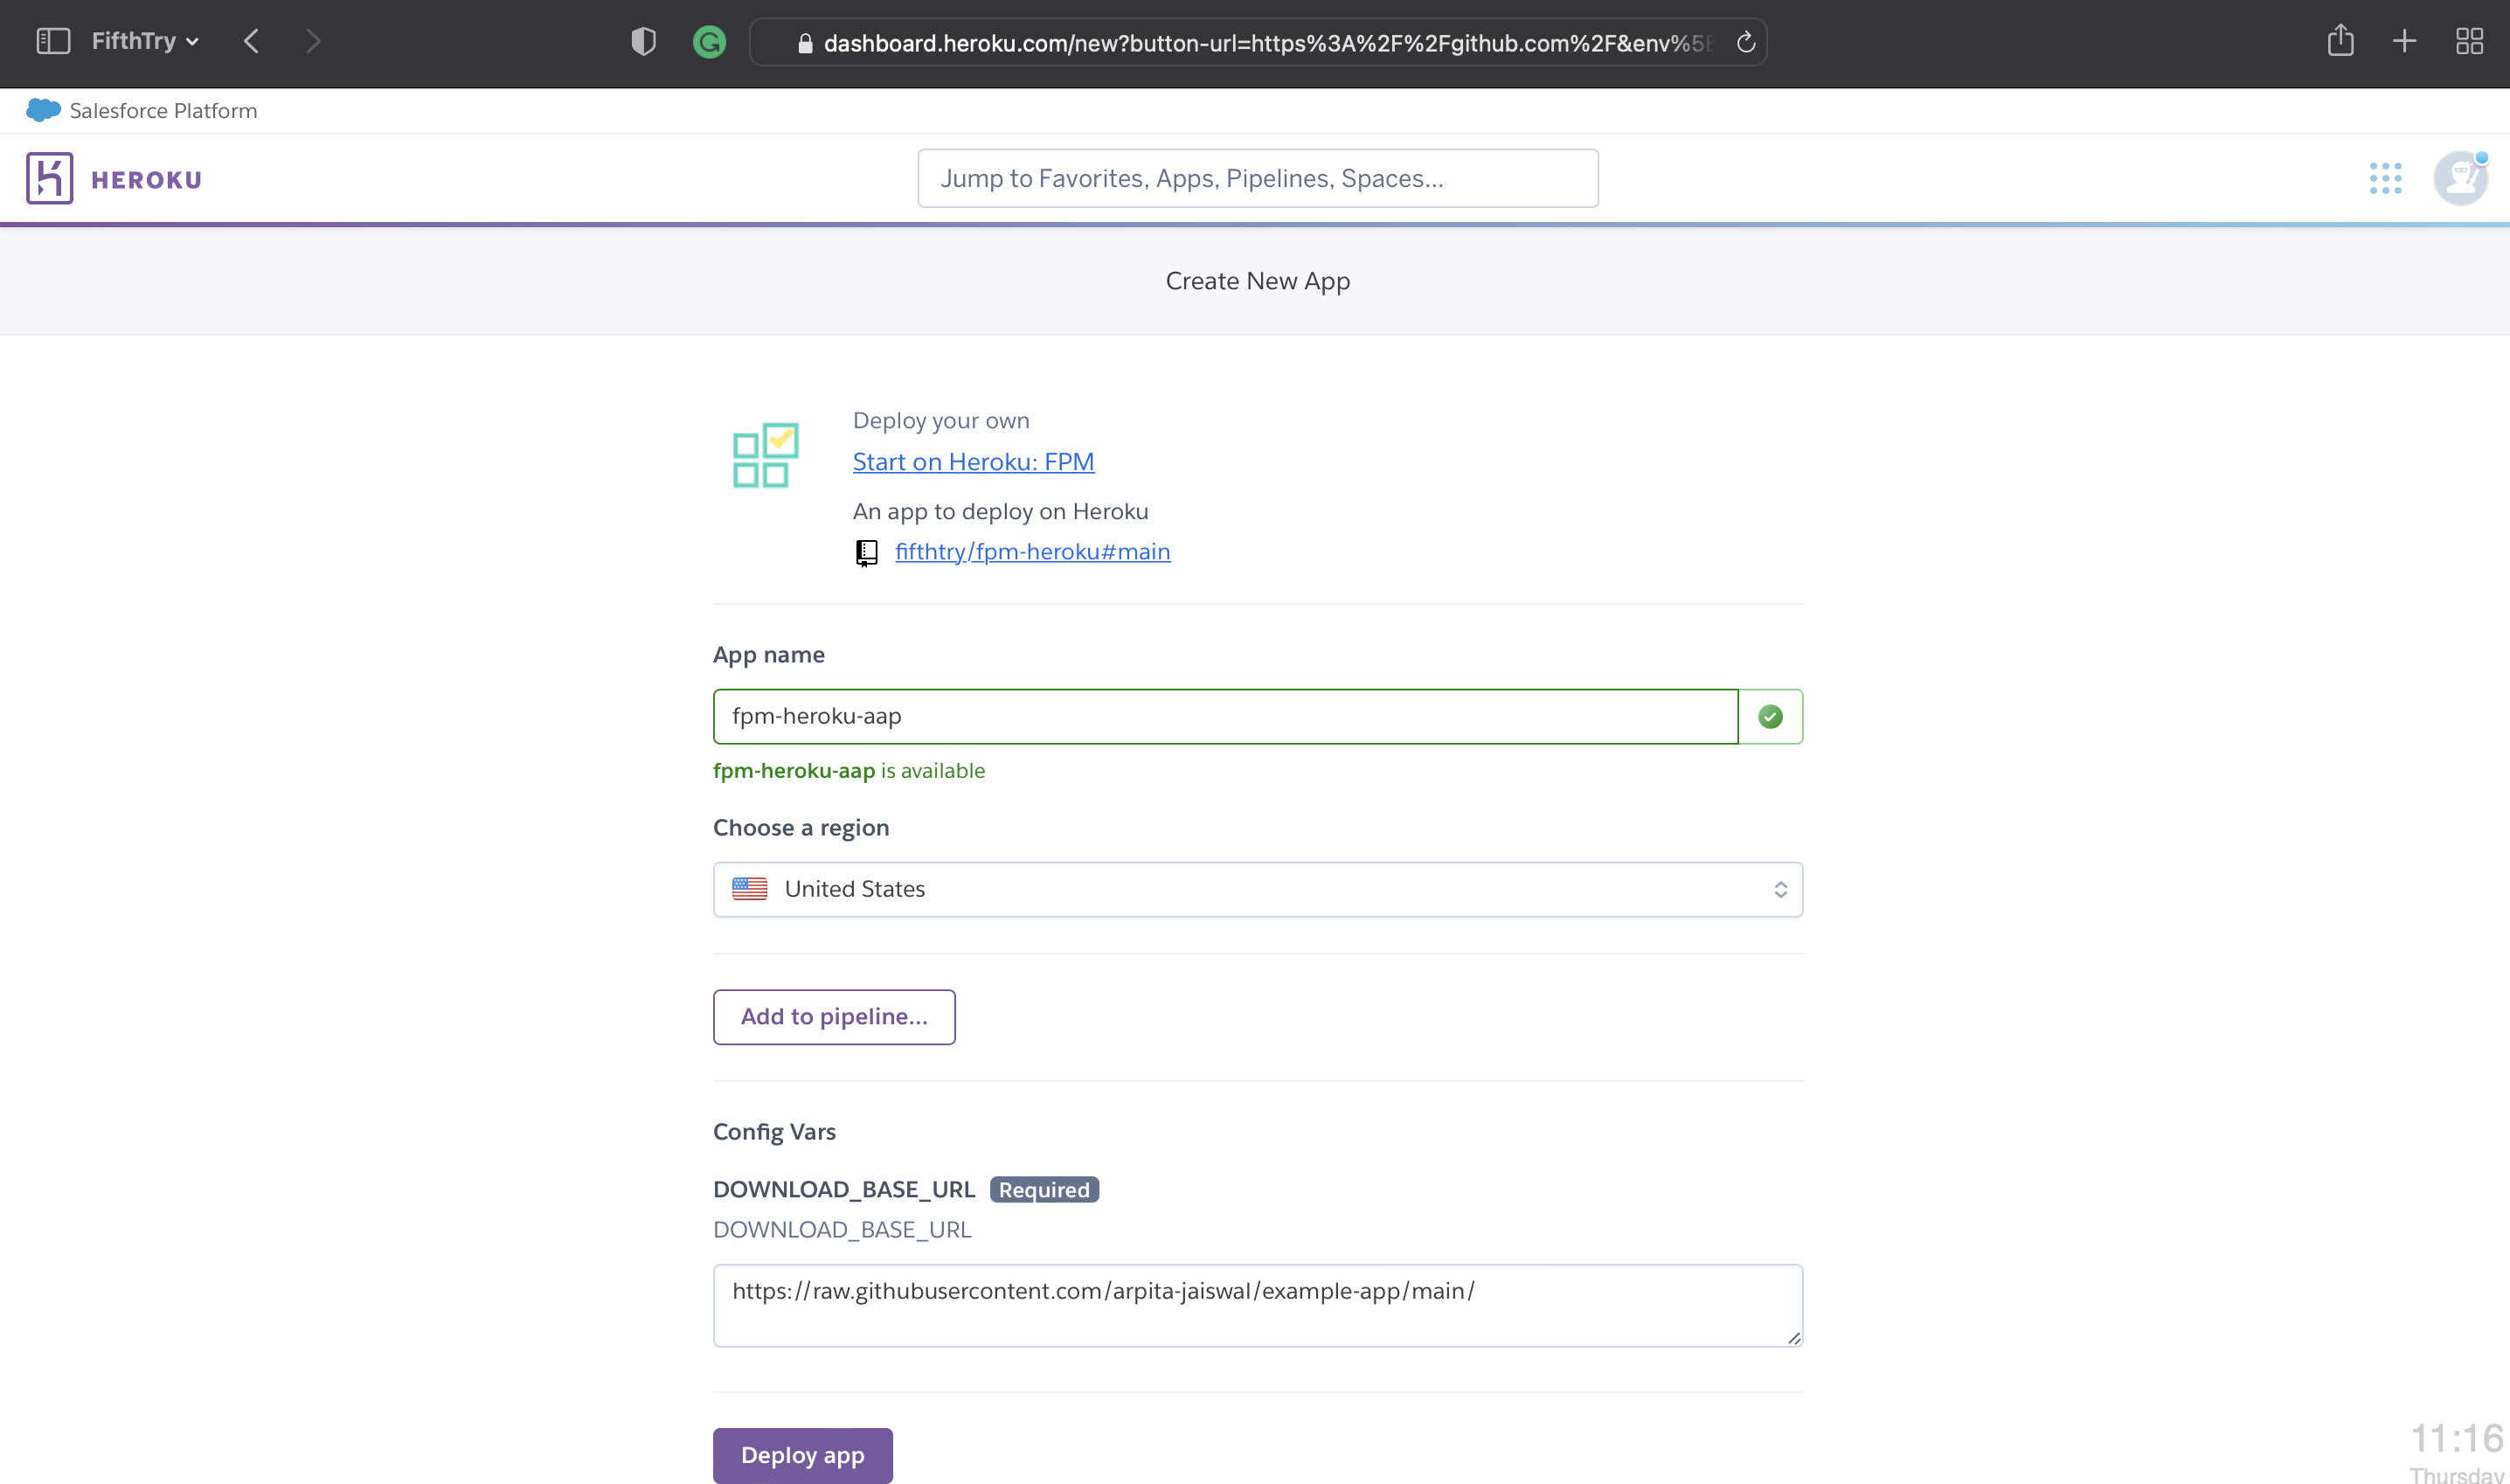 FifthTry
dashboard.heroku.com/new?button-url=https%3A%2F%2Fgithub.com%2F&env%5
Salesforce Platform
HEROKU
Jump to Favorites, Apps, Pipelines, Spaces...
Create New App
Deploy your own
Start on Heroku: FPM
An app to deploy on Heroku
fifthtry/fpm-heroku#main
App name
fpm-heroku-aap
fpm-heroku-aap is available
Choose a region
United States
Add to pipeline...
Config Vars
DOWNLOAD_BASE_URL Required
DOWNLOAD_BASE_URL
https://raw.githubusercontent.com/arpita-jaiswal/example-app/main/
Deploy app
11:16
Thursday